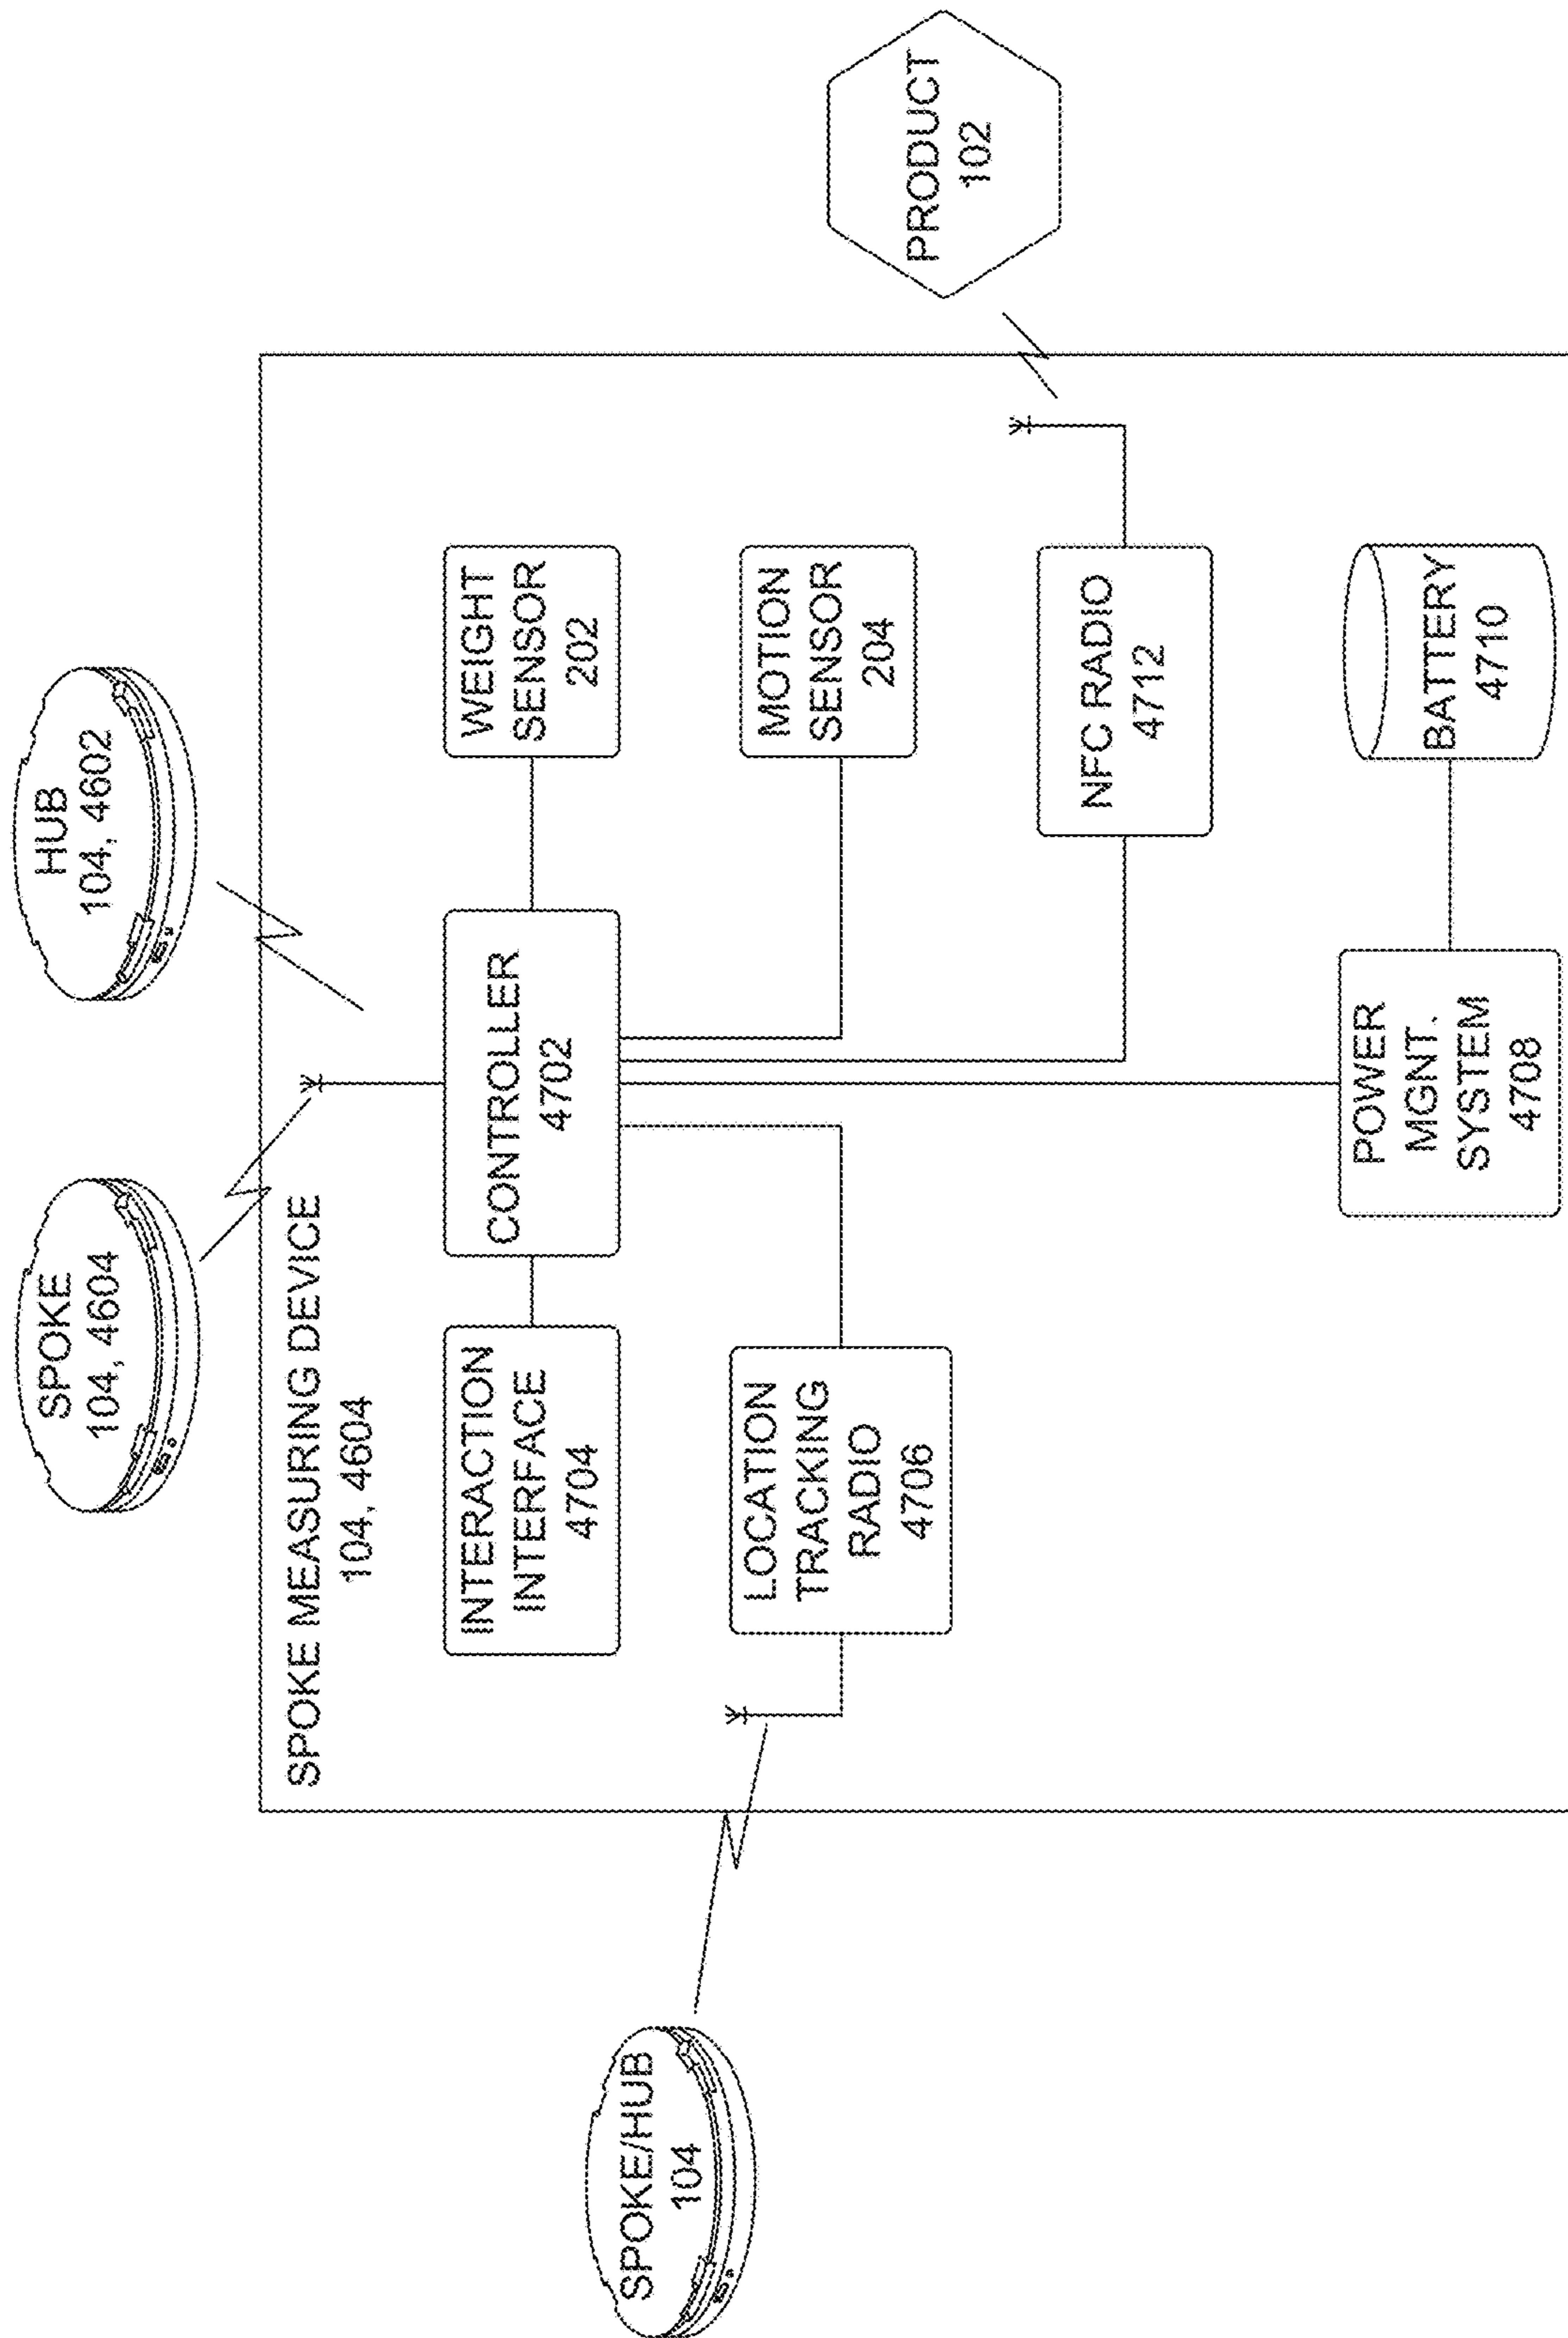 SPOKE
104, 4604
HUB
104, 4602
SPOKE/HUB
104
SPOKE MEASURING DEVICE
104, 4604
INTERACTION
INTERFACE
4704
CONTROLLER
4702
WEIGHT
SENSOR
202
LOCATION
TRACKING
RADIO
4706
MOTION
SENSOR
204
PRODUCT
102
NFC RADIO
4712
POWER
MGNT.
SYSTEM
4708
BATTERY
4710